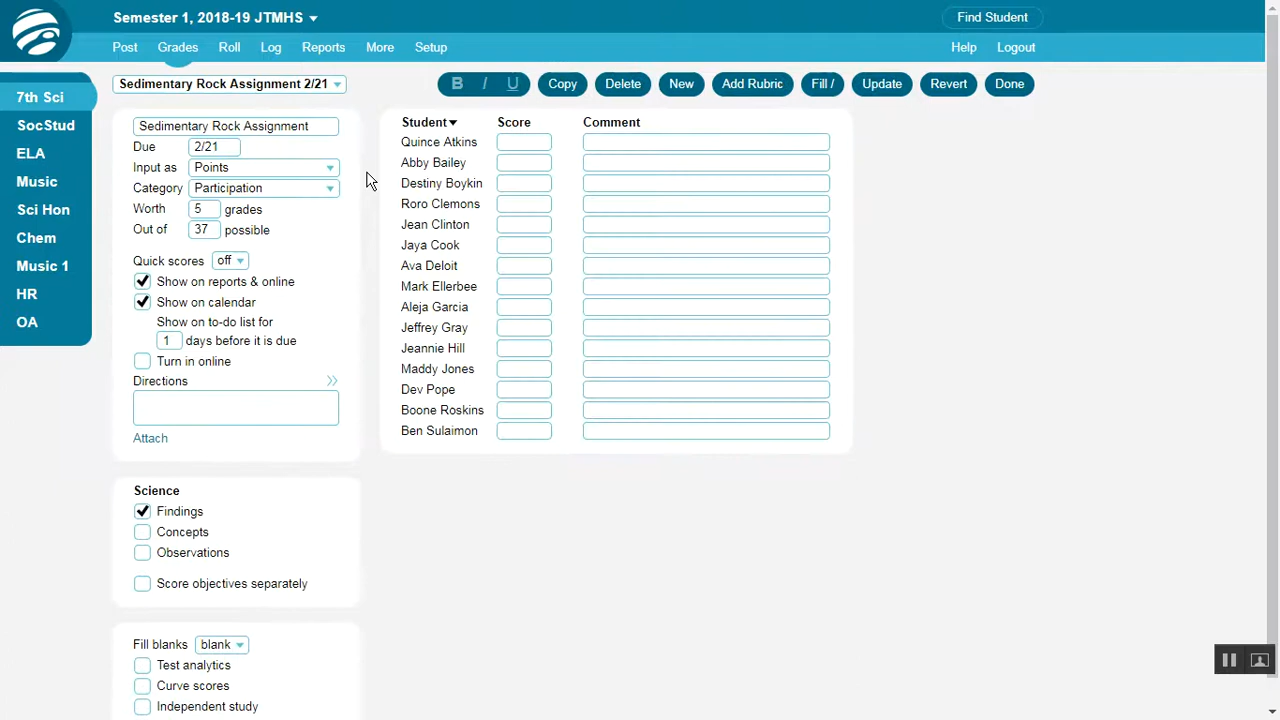 Semester 1, 2018-19 JTMHS
Find Student
Post Grades Roll Log Reports More Setup Help Logout
7th Sci
SocStud
ELA
Music
Sci Hon
Chem
Music 1
HR
OA
Sedimentary Rock Assignment 2/21
B I U Copy Delete New Add Rubric Fill / Update Revert Done
Sedimentary Rock Assignment
Due 2/21
Input as Points
Category Participation
Worth 5 grades
Out of 37 possible
Quick scores off
Show on reports & online
Show on calendar
Show on to-do list for
1 days before it is due
Turn in online
Directions
Attach
Science
Findings
Concepts
Observations
Score objectives separately
Fill blanks blank
Test analytics
Curve scores
Independent study
Student Score Comment
Quince Atkins
Abby Bailey
Destiny Boykin
Roro Clemons
Jean Clinton
Jaya Cook
Ava Deloit
Mark Ellerbee
Aleja Garcia
Jeffrey Gray
Jeannie Hill
Maddy Jones
Dev Pope
Boone Roskins
Ben Sulaimon